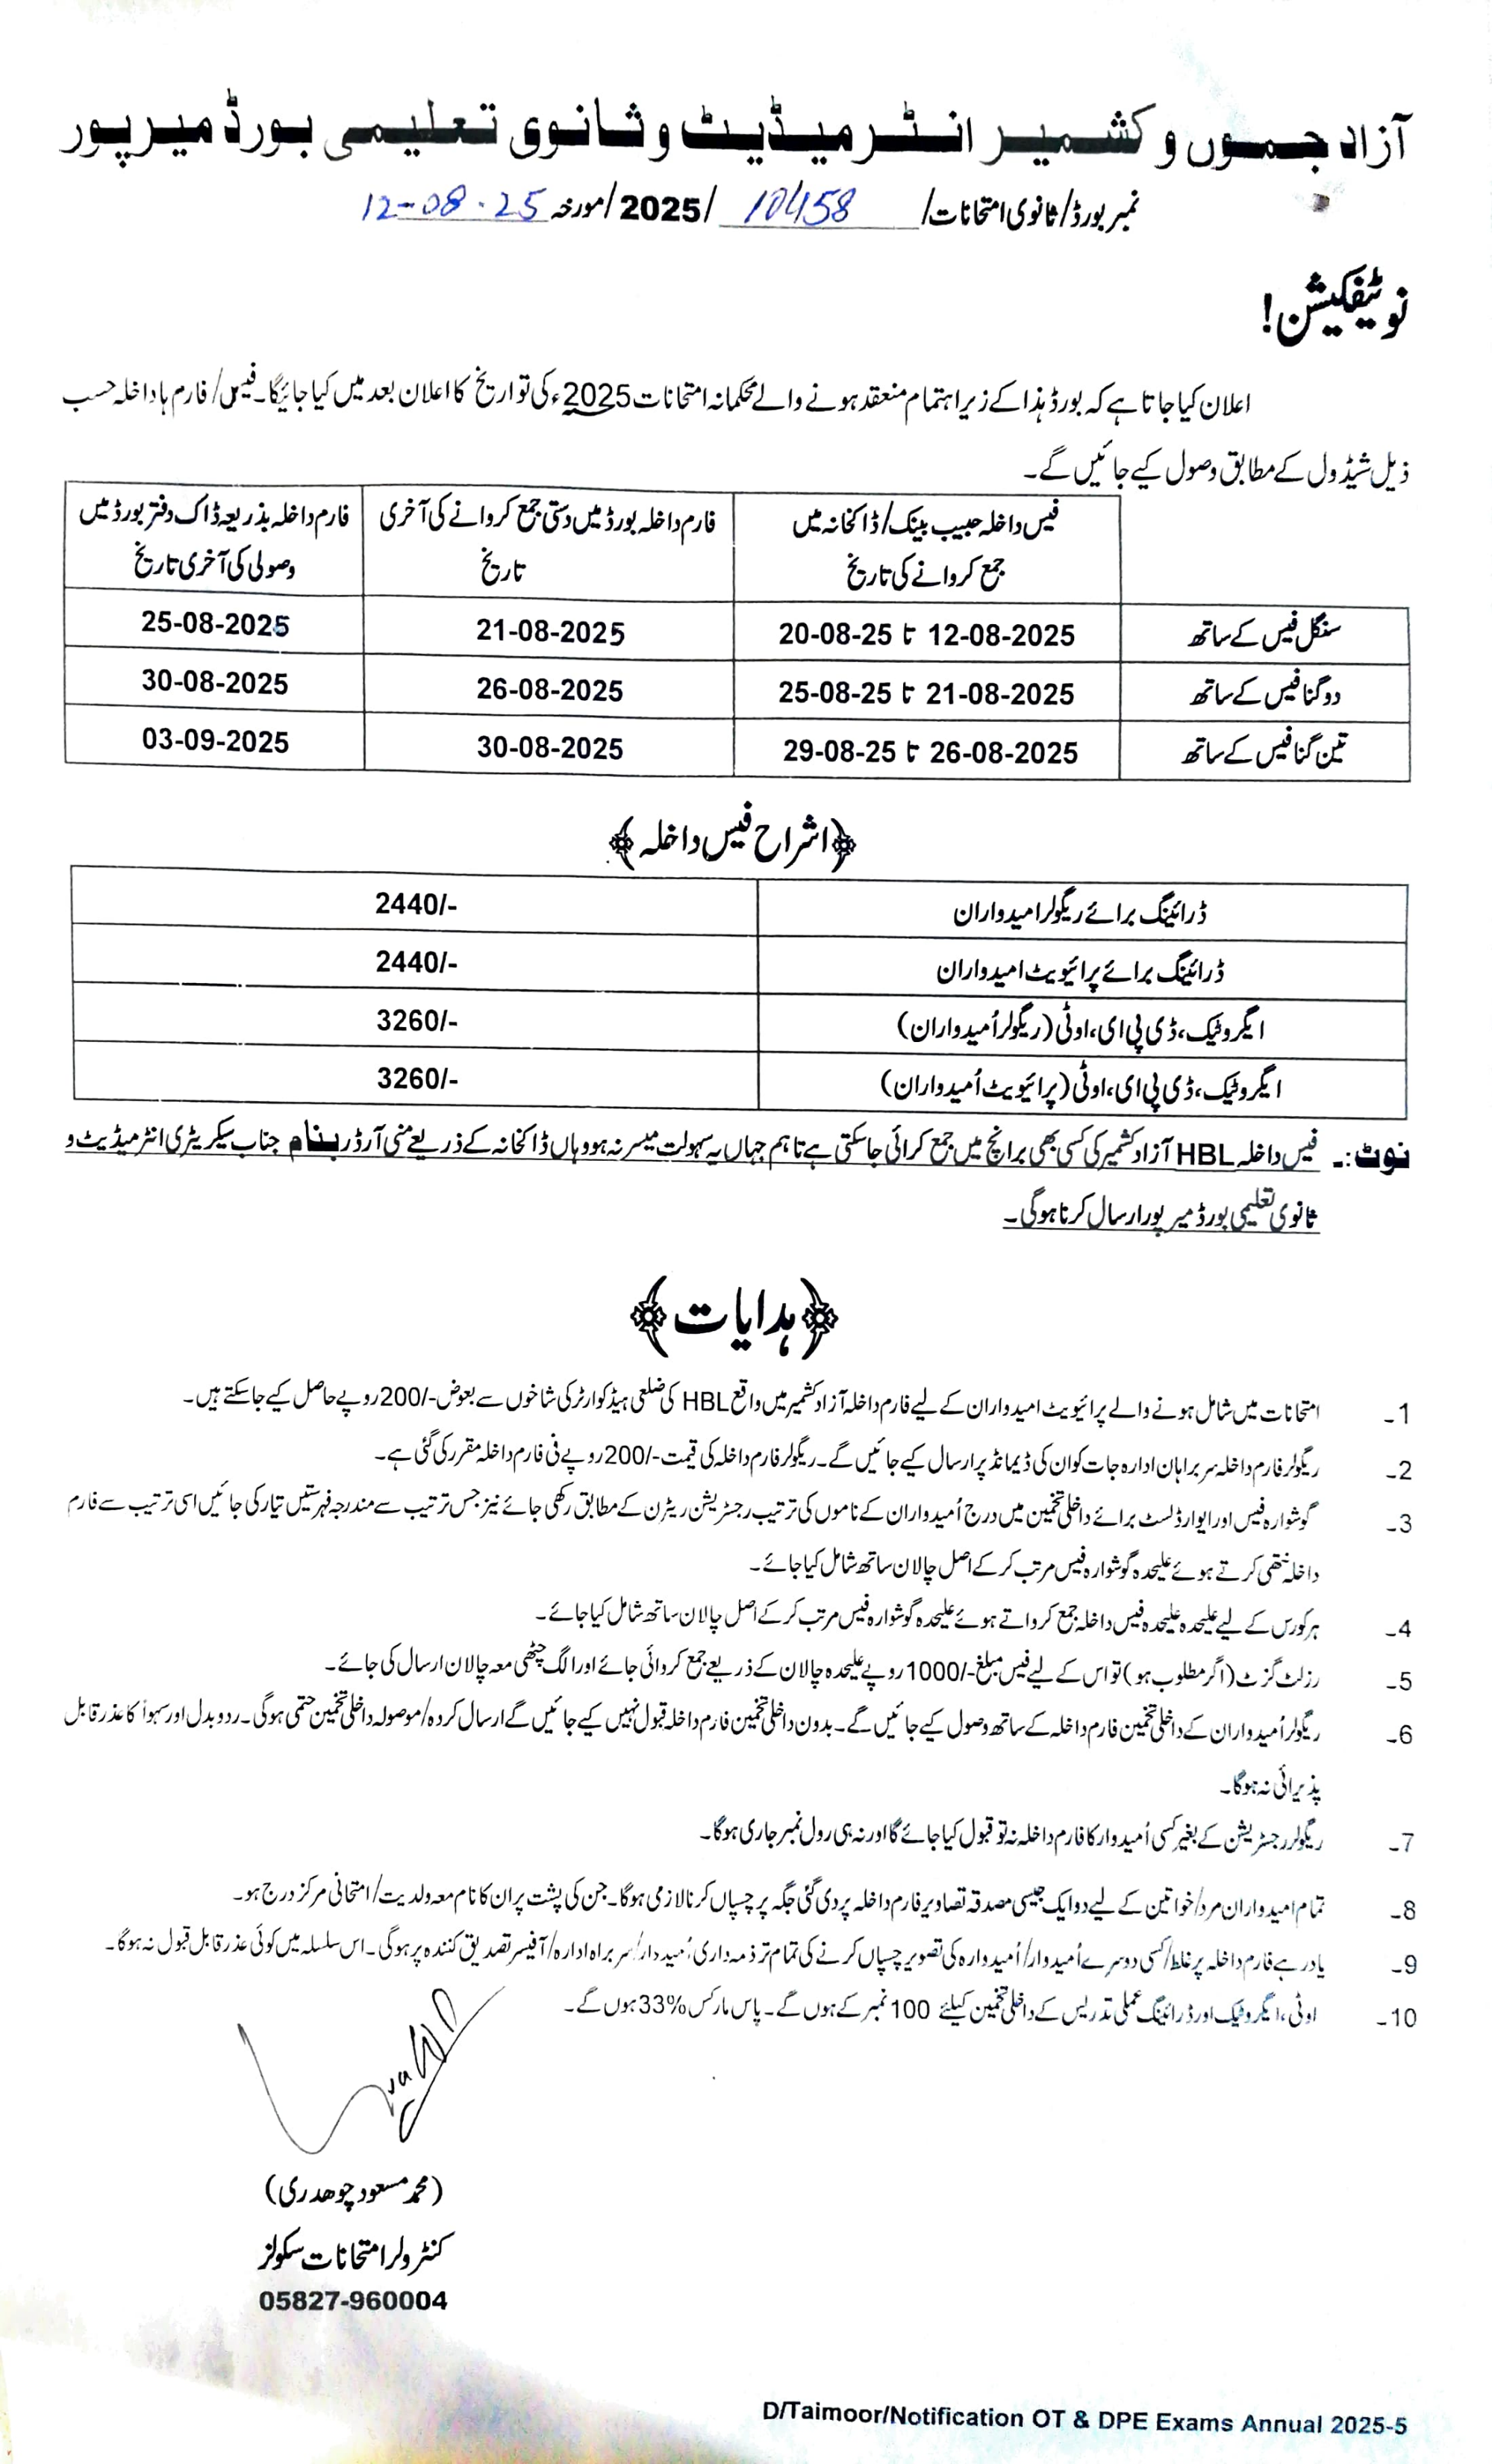 آزاد جموں و کشمیر انٹرمیڈیٹ و ثانوی تعلیمی بورڈ میرپور
نمبر بورڈ/ثانوی امتحانات/ 10458 /2025/مورخہ 12-08-25
نوٹیفکیشن!
اعلان کیا جاتا ہے کہ بورڈ ہذا کے زیر اہتمام منعقد ہونے والے محکمانہ امتحانات 2025ء کی تواریخ کا اعلان بعد میں کیا جائیگا۔ فیس/فارم ہا داخلہ حسب
ذیل شیڈول کے مطابق وصول کیے جائیں گے۔
فیس داخلہ حبیب بینک/ڈاکخانہ میں جمع کروانے کی تاریخ | فارم داخلہ بورڈ میں دستی جمع کروانے کی آخری تاریخ | فارم داخلہ بذریعہ ڈاک دفتر بورڈ میں وصولی کی آخری تاریخ
سنگل فیس کے ساتھ | 12-08-2025 تا 20-08-25 | 21-08-2025 | 25-08-2025
دوگنا فیس کے ساتھ | 21-08-2025 تا 25-08-25 | 26-08-2025 | 30-08-2025
تین گنا فیس کے ساتھ | 26-08-2025 تا 29-08-25 | 30-08-2025 | 03-09-2025
﴿اشراح فیس داخلہ﴾
ڈرائینگ برائے ریگولر امیدواران | 2440/-
ڈرائینگ برائے پرائیویٹ امیدواران | 2440/-
ایگروٹیک، ڈی پی ای، اوٹی (ریگولر اُمیدواران) | 3260/-
ایگروٹیک، ڈی پی ای، اوٹی (پرائیویٹ اُمیدواران) | 3260/-
نوٹ:۔ فیس داخلہ HBL آزاد کشمیر کی کسی بھی برانچ میں جمع کرائی جاسکتی ہے تاہم جہاں یہ سہولت میسر نہ ہو وہاں ڈاکخانہ کے ذریعے منی آرڈر بنام جناب سیکریٹری انٹرمیڈیٹ و
ثانوی تعلیمی بورڈ میرپور ارسال کرنا ہوگی۔
﴿ہدایات﴾
1۔ امتحانات میں شامل ہونے والے پرائیویٹ امیدواران کے لیے فارم داخلہ آزاد کشمیر میں واقع HBL کی ضلعی ہیڈ کوارٹر کی شاخوں سے بعوض -/200 روپے حاصل کیے جاسکتے ہیں۔
2۔ ریگولر فارم داخلہ سربراہان ادارہ جات کو ان کی ڈیمانڈ پر ارسال کیے جائیں گے۔ ریگولر فارم داخلہ کی قیمت -/200 روپے فی فارم داخلہ مقرر کی گئی ہے۔
3۔ گوشوارہ فیس اور ایوارڈ لسٹ برائے داخلی تخمین میں درج اُمیدواران کے ناموں کی ترتیب رجسٹریشن ریٹرن کے مطابق رکھی جائے نیز جس ترتیب سے مندرجہ فہرستیں تیار کی جائیں اسی ترتیب سے فارم
داخلہ نتھی کرتے ہوئے علیحدہ گوشوارہ فیس مرتب کر کے اصل چالان ساتھ شامل کیا جائے۔
4۔ ہر کورس کے لیے علیحدہ علیحدہ فیس داخلہ جمع کرواتے ہوئے علیحدہ گوشوارہ فیس مرتب کر کے اصل چالان ساتھ شامل کیا جائے۔
5۔ رزلٹ گزٹ (اگر مطلوب ہو) تو اس کے لیے فیس مبلغ -/1000 روپے علیحدہ چالان کے ذریعے جمع کروائی جائے اور الگ چٹھی معہ چالان ارسال کی جائے۔
6۔ ریگولر اُمیدواران کے داخلی تخمین فارم داخلہ کے ساتھ وصول کیے جائیں گے۔ بدون داخلی تخمین فارم داخلہ قبول نہیں کیے جائیں گے ارسال کردہ/موصولہ داخلی تخمین حتمی ہوگی۔ ردوبدل اور سہواً کا عذر قابل
پذیرائی نہ ہوگا۔
7۔ ریگولر رجسٹریشن کے بغیر کسی اُمیدوار کا فارم داخلہ نہ تو قبول کیا جائے گا اور نہ ہی رول نمبر جاری ہوگا۔
8۔ تمام امیدواران مرد/خواتین کے لیے دو ایک جیسی مصدقہ تصاویر فارم داخلہ پر دی گئی جگہ پر چسپاں کرنا لازمی ہوگا۔ جن کی پشت پر ان کا نام معہ ولدیت/امتحانی مرکز درج ہو۔
9۔ یاد رہے فارم داخلہ پر غلط/کسی دوسرے اُمیدوار/اُمیدوارہ کی تصویر چسپاں کرنے کی تمام تر ذمہ داری اُمیدوار/سربراہ ادارہ/آفیسر تصدیق کنندہ پر ہوگی۔ اس سلسلہ میں کوئی عذر قابل قبول نہ ہوگا۔
10۔ اوٹی، ایگروٹیک اور ڈرائینگ عملی تدریس کے داخلی تخمین کیلئے 100 نمبر کے ہوں گے۔ پاس مارکس %33 ہوں گے۔
(محمد مسعود چوھدری)
کنٹرولر امتحانات سکولز
05827-960004
D/Taimoor/Notification OT & DPE Exams Annual 2025-5